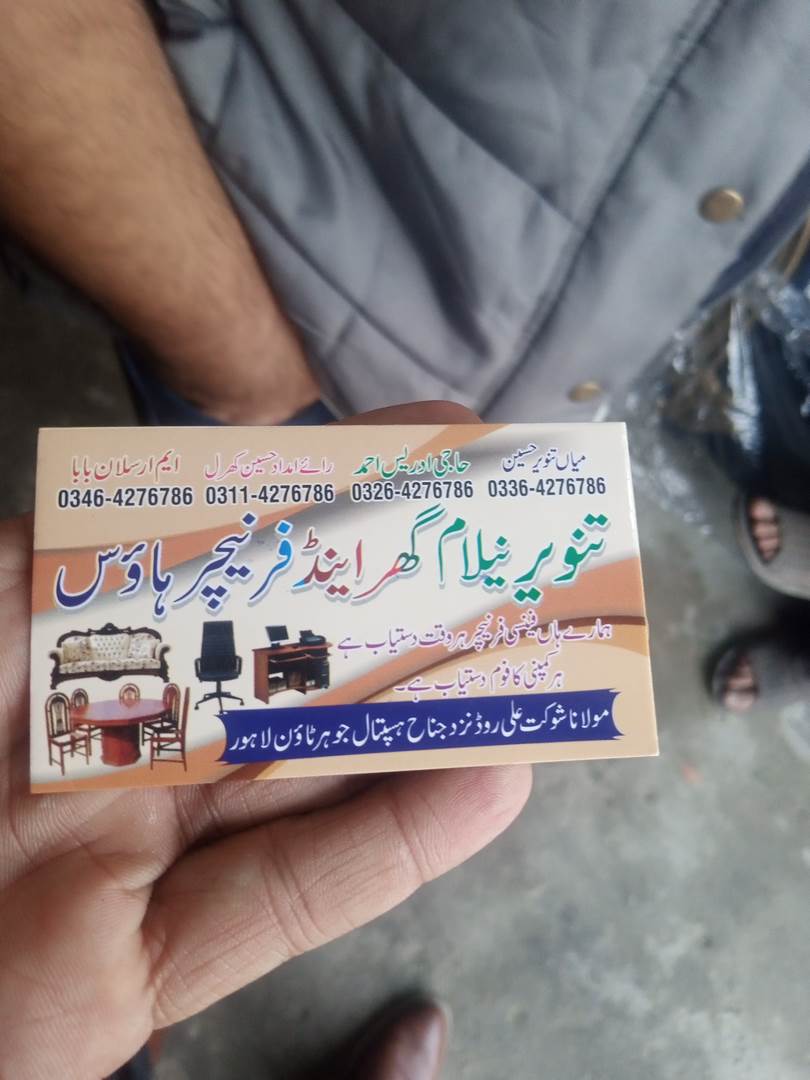 میاں تنویر حسین حاجی ادریس احمد رائے امداد حسین کھرل ایم ارسلان بابا
0346-4276786 0311-4276786 0326-4276786 0336-4276786
تنویر نیلام گھر اینڈ فرنیچر ہاؤس
ہمارے ہاں فینسی فرنیچر ہر وقت دستیاب ہے
ہر کمپنی کا فوم دستیاب ہے۔
مولانا شوکت علی روڈ نزد جناح ہسپتال جوہر ٹاؤن لاہور